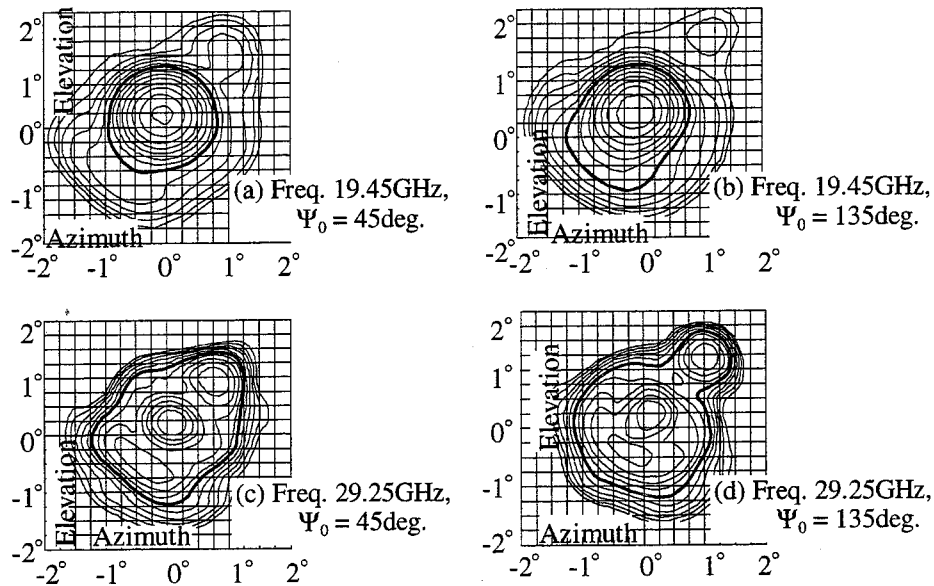 2°
1°
0°
-1°
-2°
Elevation
Azimuth
-2° -1° 0° 1° 2°
(a) Freq. 19.45GHz,
Ψ₀ = 45deg.
2°
1°
0°
-1°
-2°
Elevation
Azimuth
-2° -1° 0° 1° 2°
(b) Freq. 19.45GHz,
Ψ₀ = 135deg.
2°
1°
0°
-1°
-2°
Elevation
Azimuth
-2° -1° 0° 1° 2°
(c) Freq. 29.25GHz,
Ψ₀ = 45deg.
2°
1°
0°
-1°
-2°
Elevation
Azimuth
-2° -1° 0° 1° 2°
(d) Freq. 29.25GHz,
Ψ₀ = 135deg.